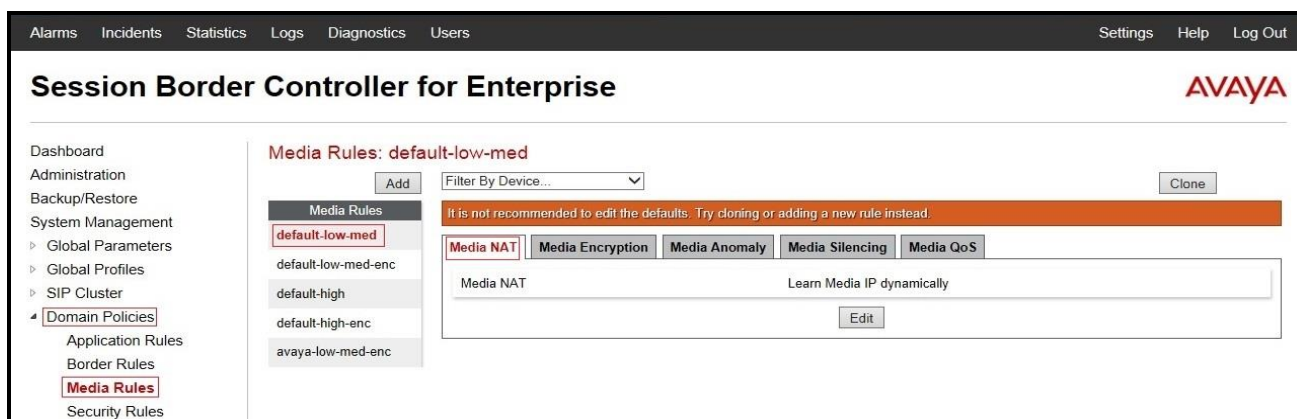 Alarms Incidents Statistics Logs Diagnostics Users Settings Help Log Out
Session Border Controller for Enterprise
AVAYA
Dashboard
Administration
Backup/Restore
System Management
Global Parameters
Global Profiles
SIP Cluster
Domain Policies
Application Rules
Border Rules
Media Rules
Security Rules
Media Rules: default-low-med
Add
Filter By Device...
Clone
Media Rules
default-low-med
default-low-med-enc
default-high
default-high-enc
avaya-low-med-enc
It is not recommended to edit the defaults. Try cloning or adding a new rule instead.
Media NAT Media Encryption Media Anomaly Media Silencing Media QoS
Media NAT Learn Media IP dynamically
Edit